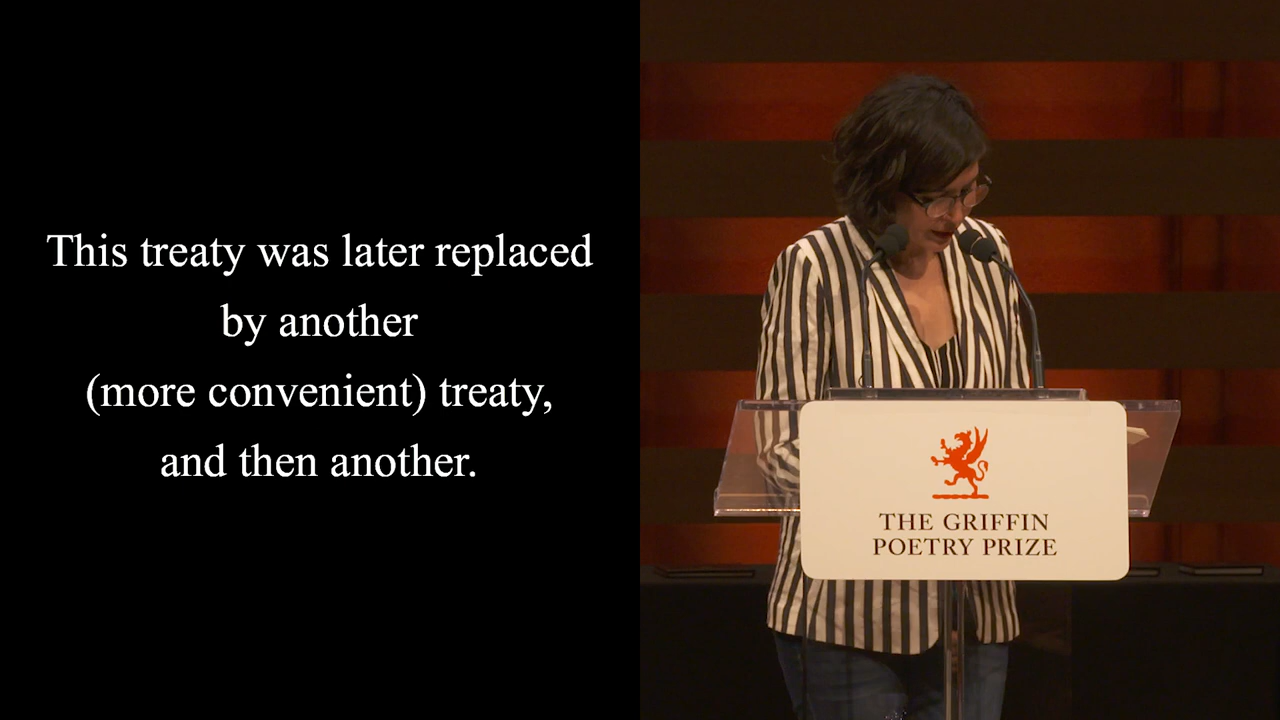 This treaty was later replaced
by another
(more convenient) treaty,
and then another.
THE GRIFFIN
POETRY PRIZE